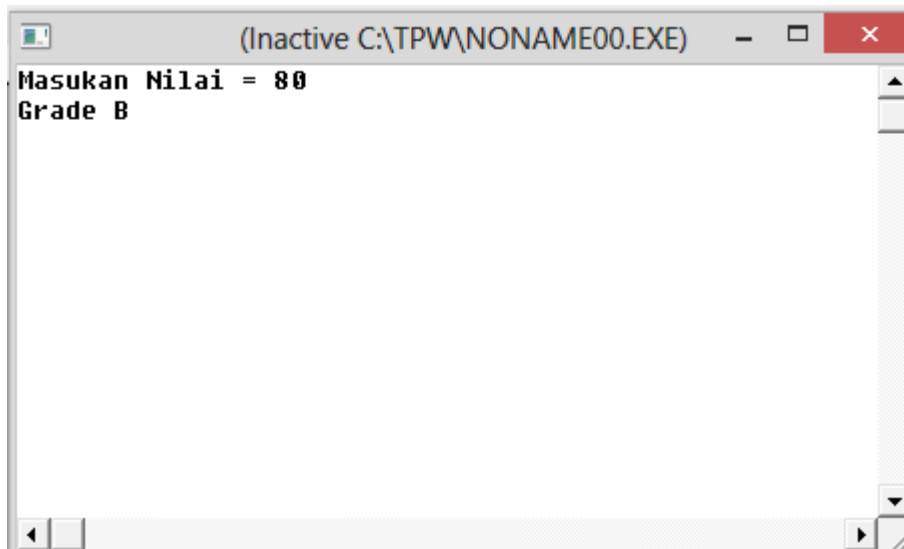 (Inactive C:\TPW\NONAME00.EXE)
Masukan Nilai = 80
Grade B